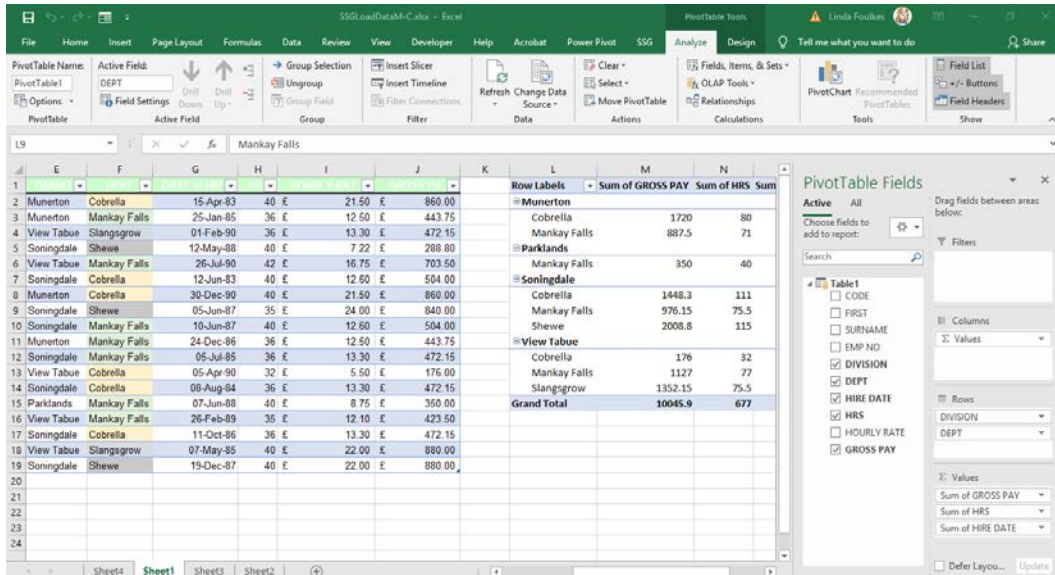 SSGLoadDataM-C.xlsx - Excel
PivotTable Tools
Linda Foulkes
File Home Insert Page Layout Formulas Data Review View Developer Help Acrobat Power Pivot SSG Analyze Design Tell me what you want to do Share
PivotTable Name: Active Field: Group Selection Insert Slicer Clear Fields, Items, & Sets Field List
PivotTable1 DEPT Drill Down Drill Up Ungroup Insert Timeline Refresh Change Data Source Select OLAP Tools PivotChart Recommended PivotTables +/- Buttons
Options Field Settings Group Field Filter Connections Move PivotTable Relationships Field Headers
PivotTable Active Field Group Filter Data Actions Calculations Tools Show
L9 fx Mankay Falls
E F G H I J K L M N
1 Row Labels Sum of GROSS PAY Sum of HRS Sum
2 Munerton Cobrella 15-Apr-83 40 £ 21.50 £ 860.00 Munerton
3 Munerton Mankay Falls 25-Jan-85 36 £ 12.50 £ 443.75 Cobrella 1720 80
4 View Tabue Slangsgrow 01-Feb-90 36 £ 13.30 £ 472.15 Mankay Falls 887.5 71
5 Soningdale Shewe 12-May-88 40 £ 7.22 £ 288.80 Parklands
6 View Tabue Mankay Falls 26-Jul-90 42 £ 16.75 £ 703.50 Mankay Falls 350 40
7 Soningdale Cobrella 12-Jun-83 40 £ 12.60 £ 504.00 Soningdale
8 Munerton Cobrella 30-Dec-90 40 £ 21.50 £ 860.00 Cobrella 1448.3 111
9 Soningdale Shewe 05-Jun-87 35 £ 24.00 £ 840.00 Mankay Falls 976.15 75.5
10 Soningdale Mankay Falls 10-Jun-87 40 £ 12.60 £ 504.00 Shewe 2008.8 115
11 Munerton Mankay Falls 24-Dec-86 36 £ 12.50 £ 443.75 View Tabue
12 Soningdale Mankay Falls 05-Jul-85 36 £ 13.30 £ 472.15 Cobrella 176 32
13 View Tabue Cobrella 05-Apr-90 32 £ 5.50 £ 176.00 Mankay Falls 1127 77
14 Soningdale Cobrella 08-Aug-84 36 £ 13.30 £ 472.15 Slangsgrow 1352.15 75.5
15 Parklands Mankay Falls 07-Jun-88 40 £ 8.75 £ 350.00 Grand Total 10045.9 677
16 View Tabue Mankay Falls 26-Feb-89 35 £ 12.10 £ 423.50
17 Soningdale Cobrella 11-Oct-86 36 £ 13.30 £ 472.15
18 View Tabue Slangsgrow 07-May-85 40 £ 22.00 £ 880.00
19 Soningdale Shewe 19-Dec-87 40 £ 22.00 £ 880.00
20
21
22
23
24
Sheet4 Sheet1 Sheet3 Sheet2
PivotTable Fields
Active All
Choose fields to add to report:
Search
Table1
CODE
FIRST
SURNAME
EMP NO
DIVISION
DEPT
HIRE DATE
HRS
HOURLY RATE
GROSS PAY
Drag fields between areas below:
Filters
Columns
Σ Values
Rows
DIVISION
DEPT
Σ Values
Sum of GROSS PAY
Sum of HRS
Sum of HIRE DATE
Defer Layou... Update